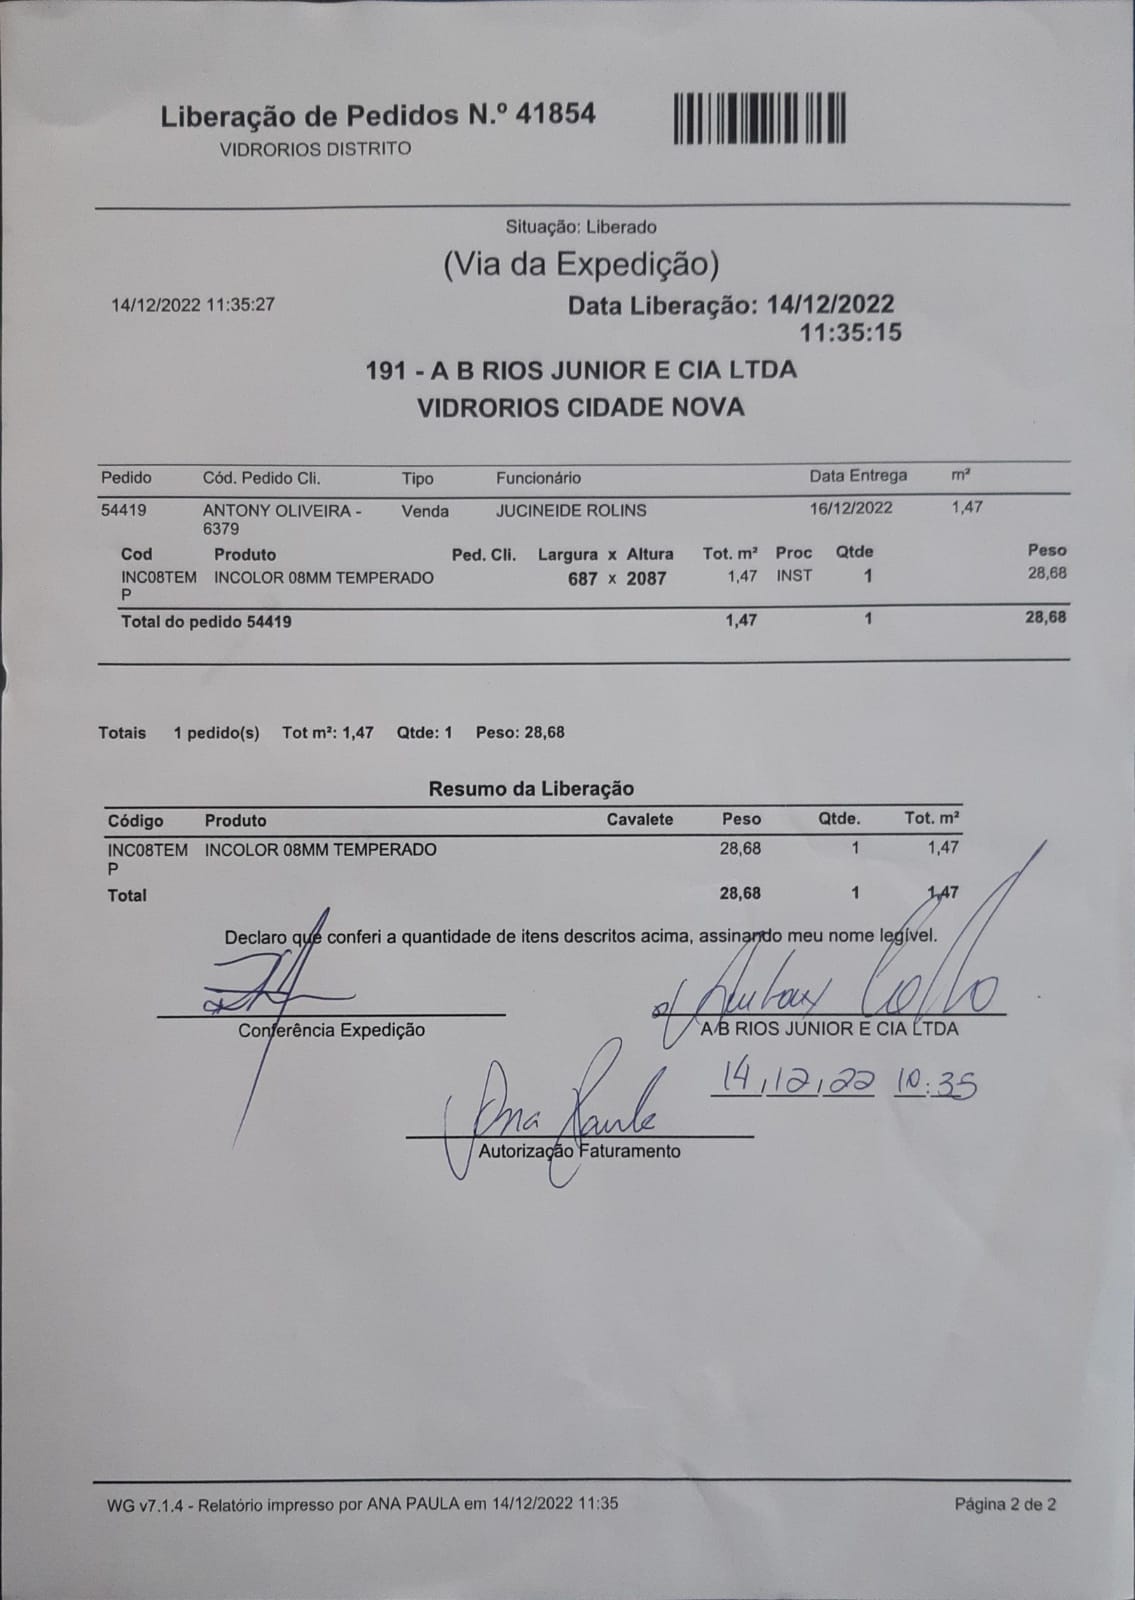 Liberação de Pedidos N.º 41854
VIDRORIOS DISTRITO
Situação: Liberado
(Via da Expedição)
14/12/2022 11:35:27
Data Liberação: 14/12/2022
11:35:15
191 - A B RIOS JUNIOR E CIA LTDA
VIDRORIOS CIDADE NOVA
Pedido Cód. Pedido Cli. Tipo Funcionário Data Entrega m²
54419 ANTONY OLIVEIRA - Venda JUCINEIDE ROLINS 16/12/2022 1,47
6379
Cod Produto Ped. Cli. Largura x Altura Tot. m² Proc Qtde Peso
INC08TEM INCOLOR 08MM TEMPERADO 687 x 2087 1,47 INST 1 28,68
P
Total do pedido 54419 1,47 1 28,68
Totais 1 pedido(s) Tot m²: 1,47 Qtde: 1 Peso: 28,68
Resumo da Liberação
Código Produto Cavalete Peso Qtde. Tot. m²
INC08TEM INCOLOR 08MM TEMPERADO 28,68 1 1,47
P
Total 28,68 1 1,47
Declaro que conferi a quantidade de itens descritos acima, assinando meu nome legível.
Conferência Expedição
A B RIOS JUNIOR E CIA LTDA
14,12,22 10:35
Ana Paula
Autorização Faturamento
WG v7.1.4 - Relatório impresso por ANA PAULA em 14/12/2022 11:35
Página 2 de 2